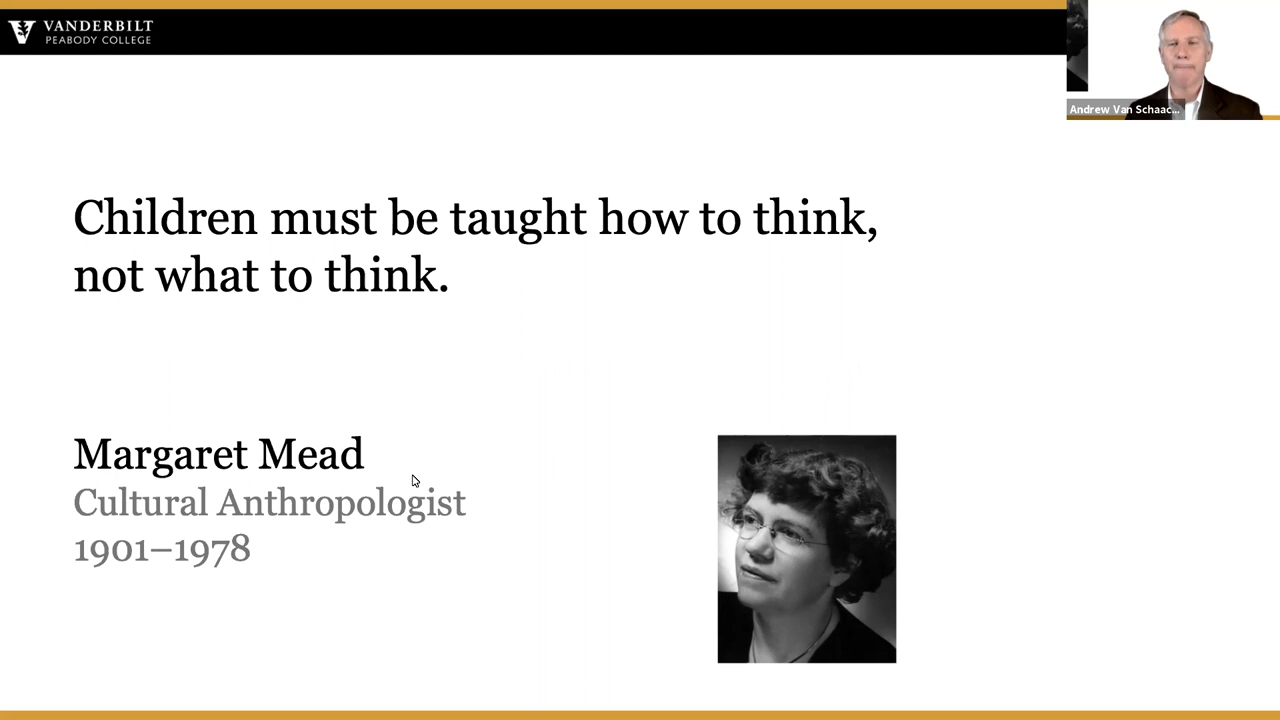 VANDERBILT
PEABODY COLLEGE
Andrew Van Schaac...
Children must be taught how to think,
not what to think.
Margaret Mead
Cultural Anthropologist
1901–1978